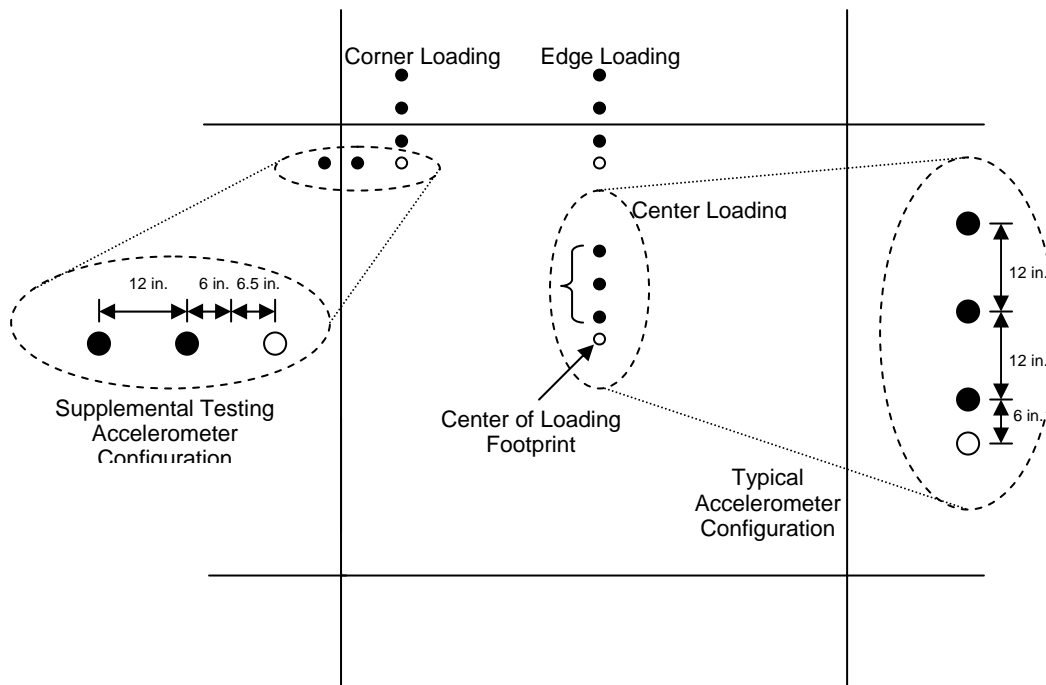 Corner Loading
Edge Loading
Center Loading
12 in.
6 in.
6.5 in.
12 in.
12 in.
6 in.
Supplemental Testing
Accelerometer
Configuration
Center of Loading
Footprint
Typical
Accelerometer
Configuration